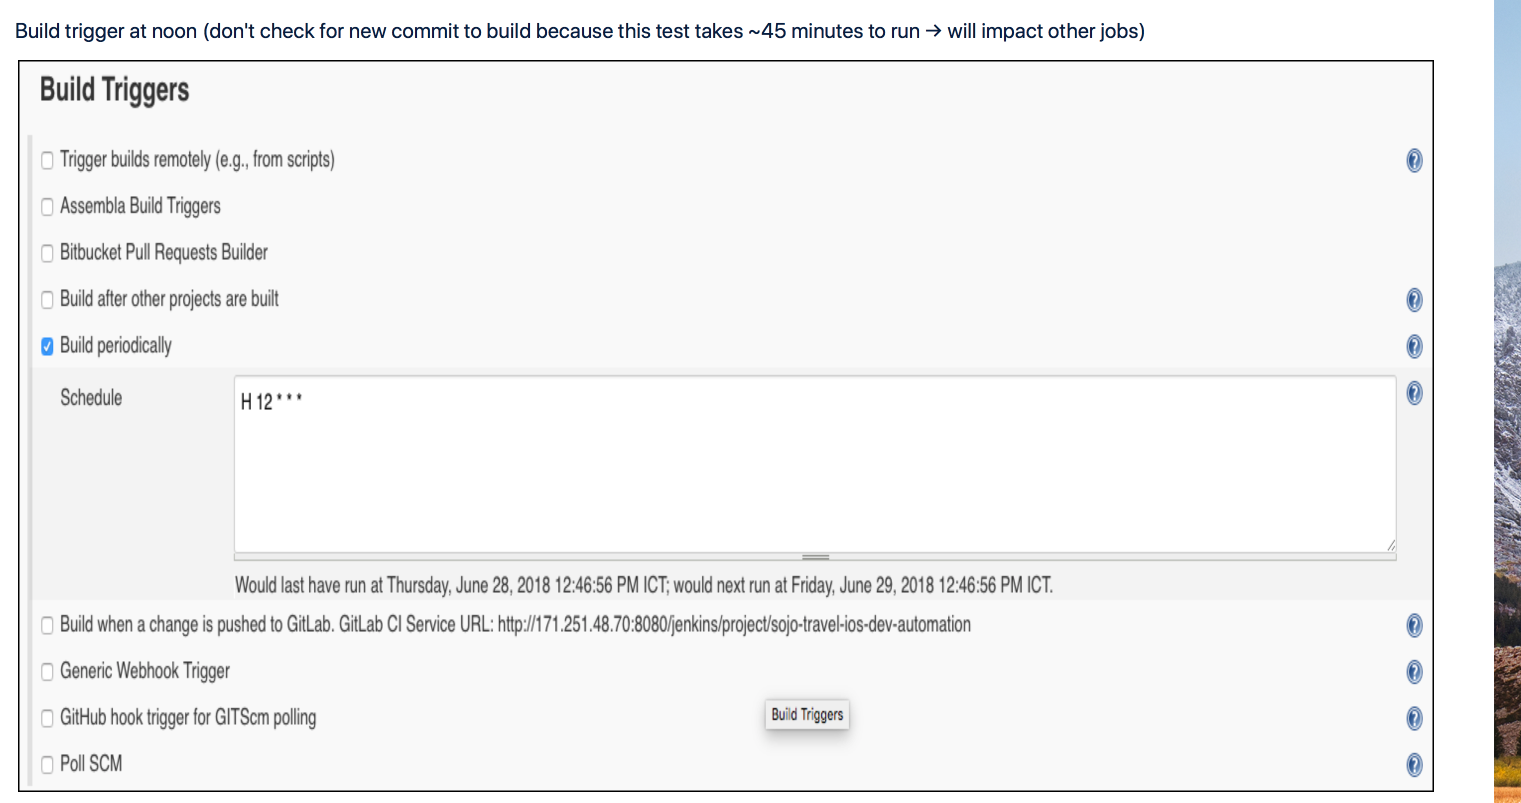 Build trigger at noon (don't check for new commit to build because this test takes ~45 minutes to run → will impact other jobs)
Build Triggers
Trigger builds remotely (e.g., from scripts)
Assembla Build Triggers
Bitbucket Pull Requests Builder
Build after other projects are built
Build periodically
Schedule
H 12 * * *
Would last have run at Thursday, June 28, 2018 12:46:56 PM ICT; would next run at Friday, June 29, 2018 12:46:56 PM ICT.
Build when a change is pushed to GitLab. GitLab CI Service URL: http://171.251.48.70:8080/jenkins/project/sojo-travel-ios-dev-automation
Generic Webhook Trigger
GitHub hook trigger for GITScm polling
Build Triggers
Poll SCM